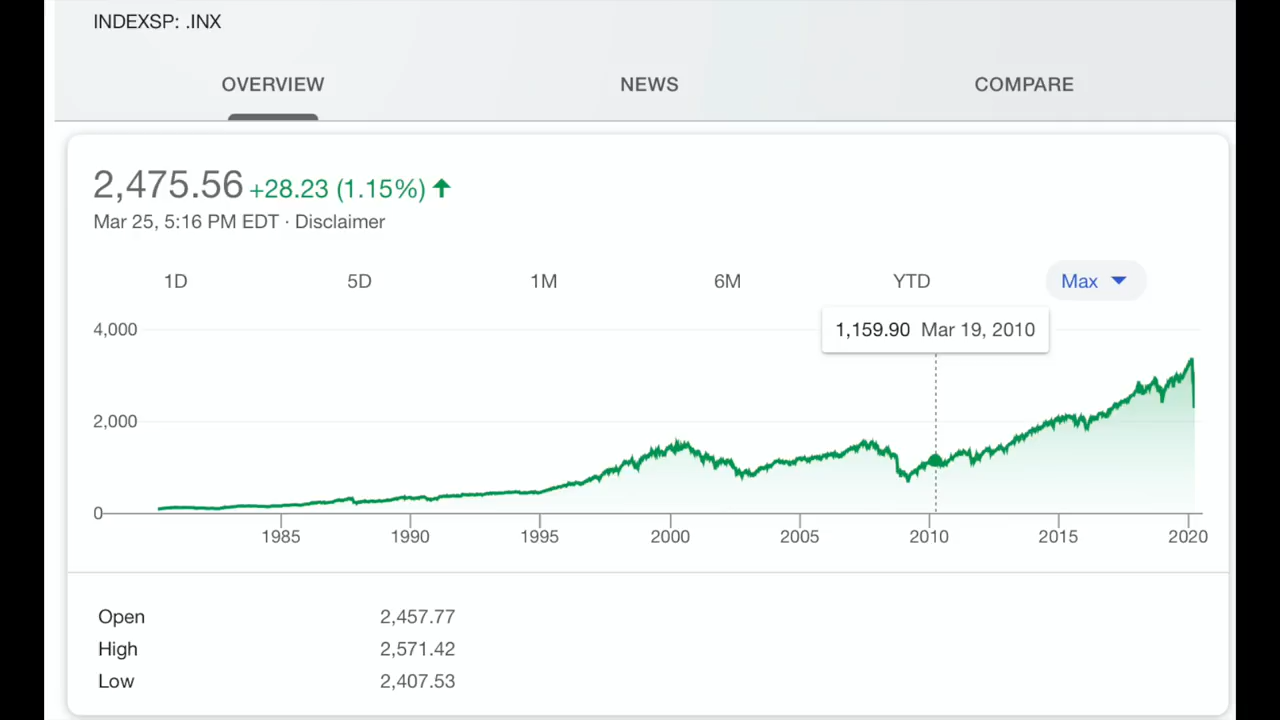 INDEXSP: .INX
OVERVIEW NEWS COMPARE
2,475.56 +28.23 (1.15%)
Mar 25, 5:16 PM EDT · Disclaimer
1D 5D 1M 6M YTD Max
1,159.90 Mar 19, 2010
4,000
2,000
0
1985 1990 1995 2000 2005 2010 2015 2020
Open 2,457.77
High 2,571.42
Low 2,407.53